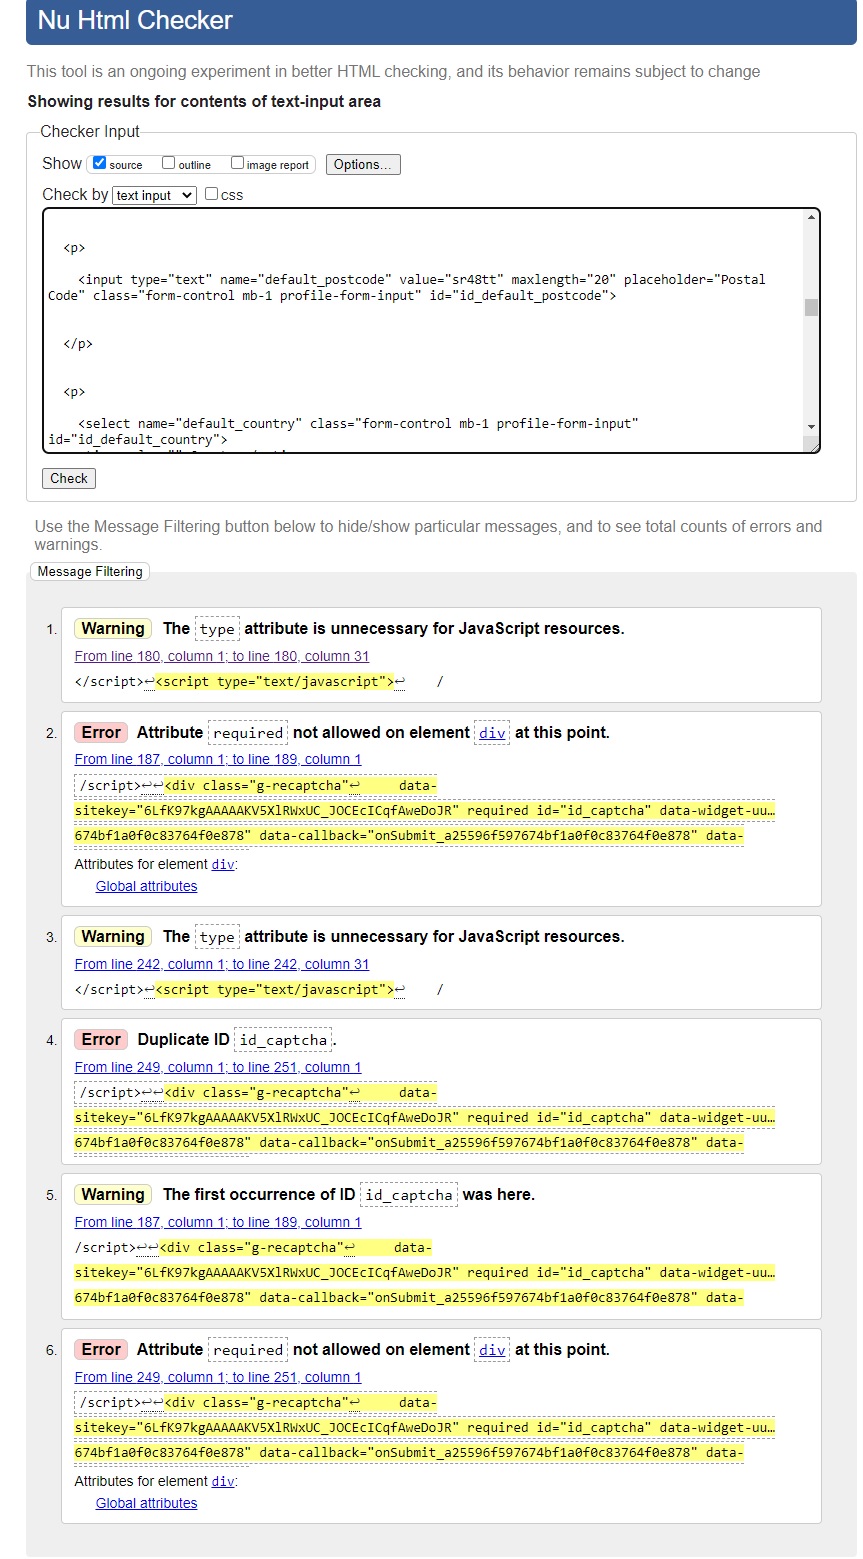 Nu Html Checker
This tool is an ongoing experiment in better HTML checking, and its behavior remains subject to change
Showing results for contents of text-input area
Checker Input
Show source outline image report Options...
Check by text input css
<p>
<input type="text" name="default_postcode" value="sr48tt" maxlength="20" placeholder="Postal
Code" class="form-control mb-1 profile-form-input" id="id_default_postcode">
</p>
<p>
<select name="default_country" class="form-control mb-1 profile-form-input"
id="id_default_country">
Check
Use the Message Filtering button below to hide/show particular messages, and to see total counts of errors and
warnings.
Message Filtering
1. Warning The type attribute is unnecessary for JavaScript resources.
From line 180, column 1; to line 180, column 31
</script>↩<script type="text/javascript">↩ /
2. Error Attribute required not allowed on element div at this point.
From line 187, column 1; to line 189, column 1
/script>↩↩<div class="g-recaptcha"↩ data-
sitekey="6LfK97kgAAAAAKV5XlRWxUC_JOCEcICqfAweDoJR" required id="id_captcha" data-widget-uu…
674bf1a0f0c83764f0e878" data-callback="onSubmit_a25596f597674bf1a0f0c83764f0e878" data-
Attributes for element div:
Global attributes
3. Warning The type attribute is unnecessary for JavaScript resources.
From line 242, column 1; to line 242, column 31
</script>↩<script type="text/javascript">↩ /
4. Error Duplicate ID id_captcha.
From line 249, column 1; to line 251, column 1
/script>↩↩<div class="g-recaptcha"↩ data-
sitekey="6LfK97kgAAAAAKV5XlRWxUC_JOCEcICqfAweDoJR" required id="id_captcha" data-widget-uu…
674bf1a0f0c83764f0e878" data-callback="onSubmit_a25596f597674bf1a0f0c83764f0e878" data-
5. Warning The first occurrence of ID id_captcha was here.
From line 187, column 1; to line 189, column 1
/script>↩↩<div class="g-recaptcha"↩ data-
sitekey="6LfK97kgAAAAAKV5XlRWxUC_JOCEcICqfAweDoJR" required id="id_captcha" data-widget-uu…
674bf1a0f0c83764f0e878" data-callback="onSubmit_a25596f597674bf1a0f0c83764f0e878" data-
6. Error Attribute required not allowed on element div at this point.
From line 249, column 1; to line 251, column 1
/script>↩↩<div class="g-recaptcha"↩ data-
sitekey="6LfK97kgAAAAAKV5XlRWxUC_JOCEcICqfAweDoJR" required id="id_captcha" data-widget-uu…
674bf1a0f0c83764f0e878" data-callback="onSubmit_a25596f597674bf1a0f0c83764f0e878" data-
Attributes for element div:
Global attributes